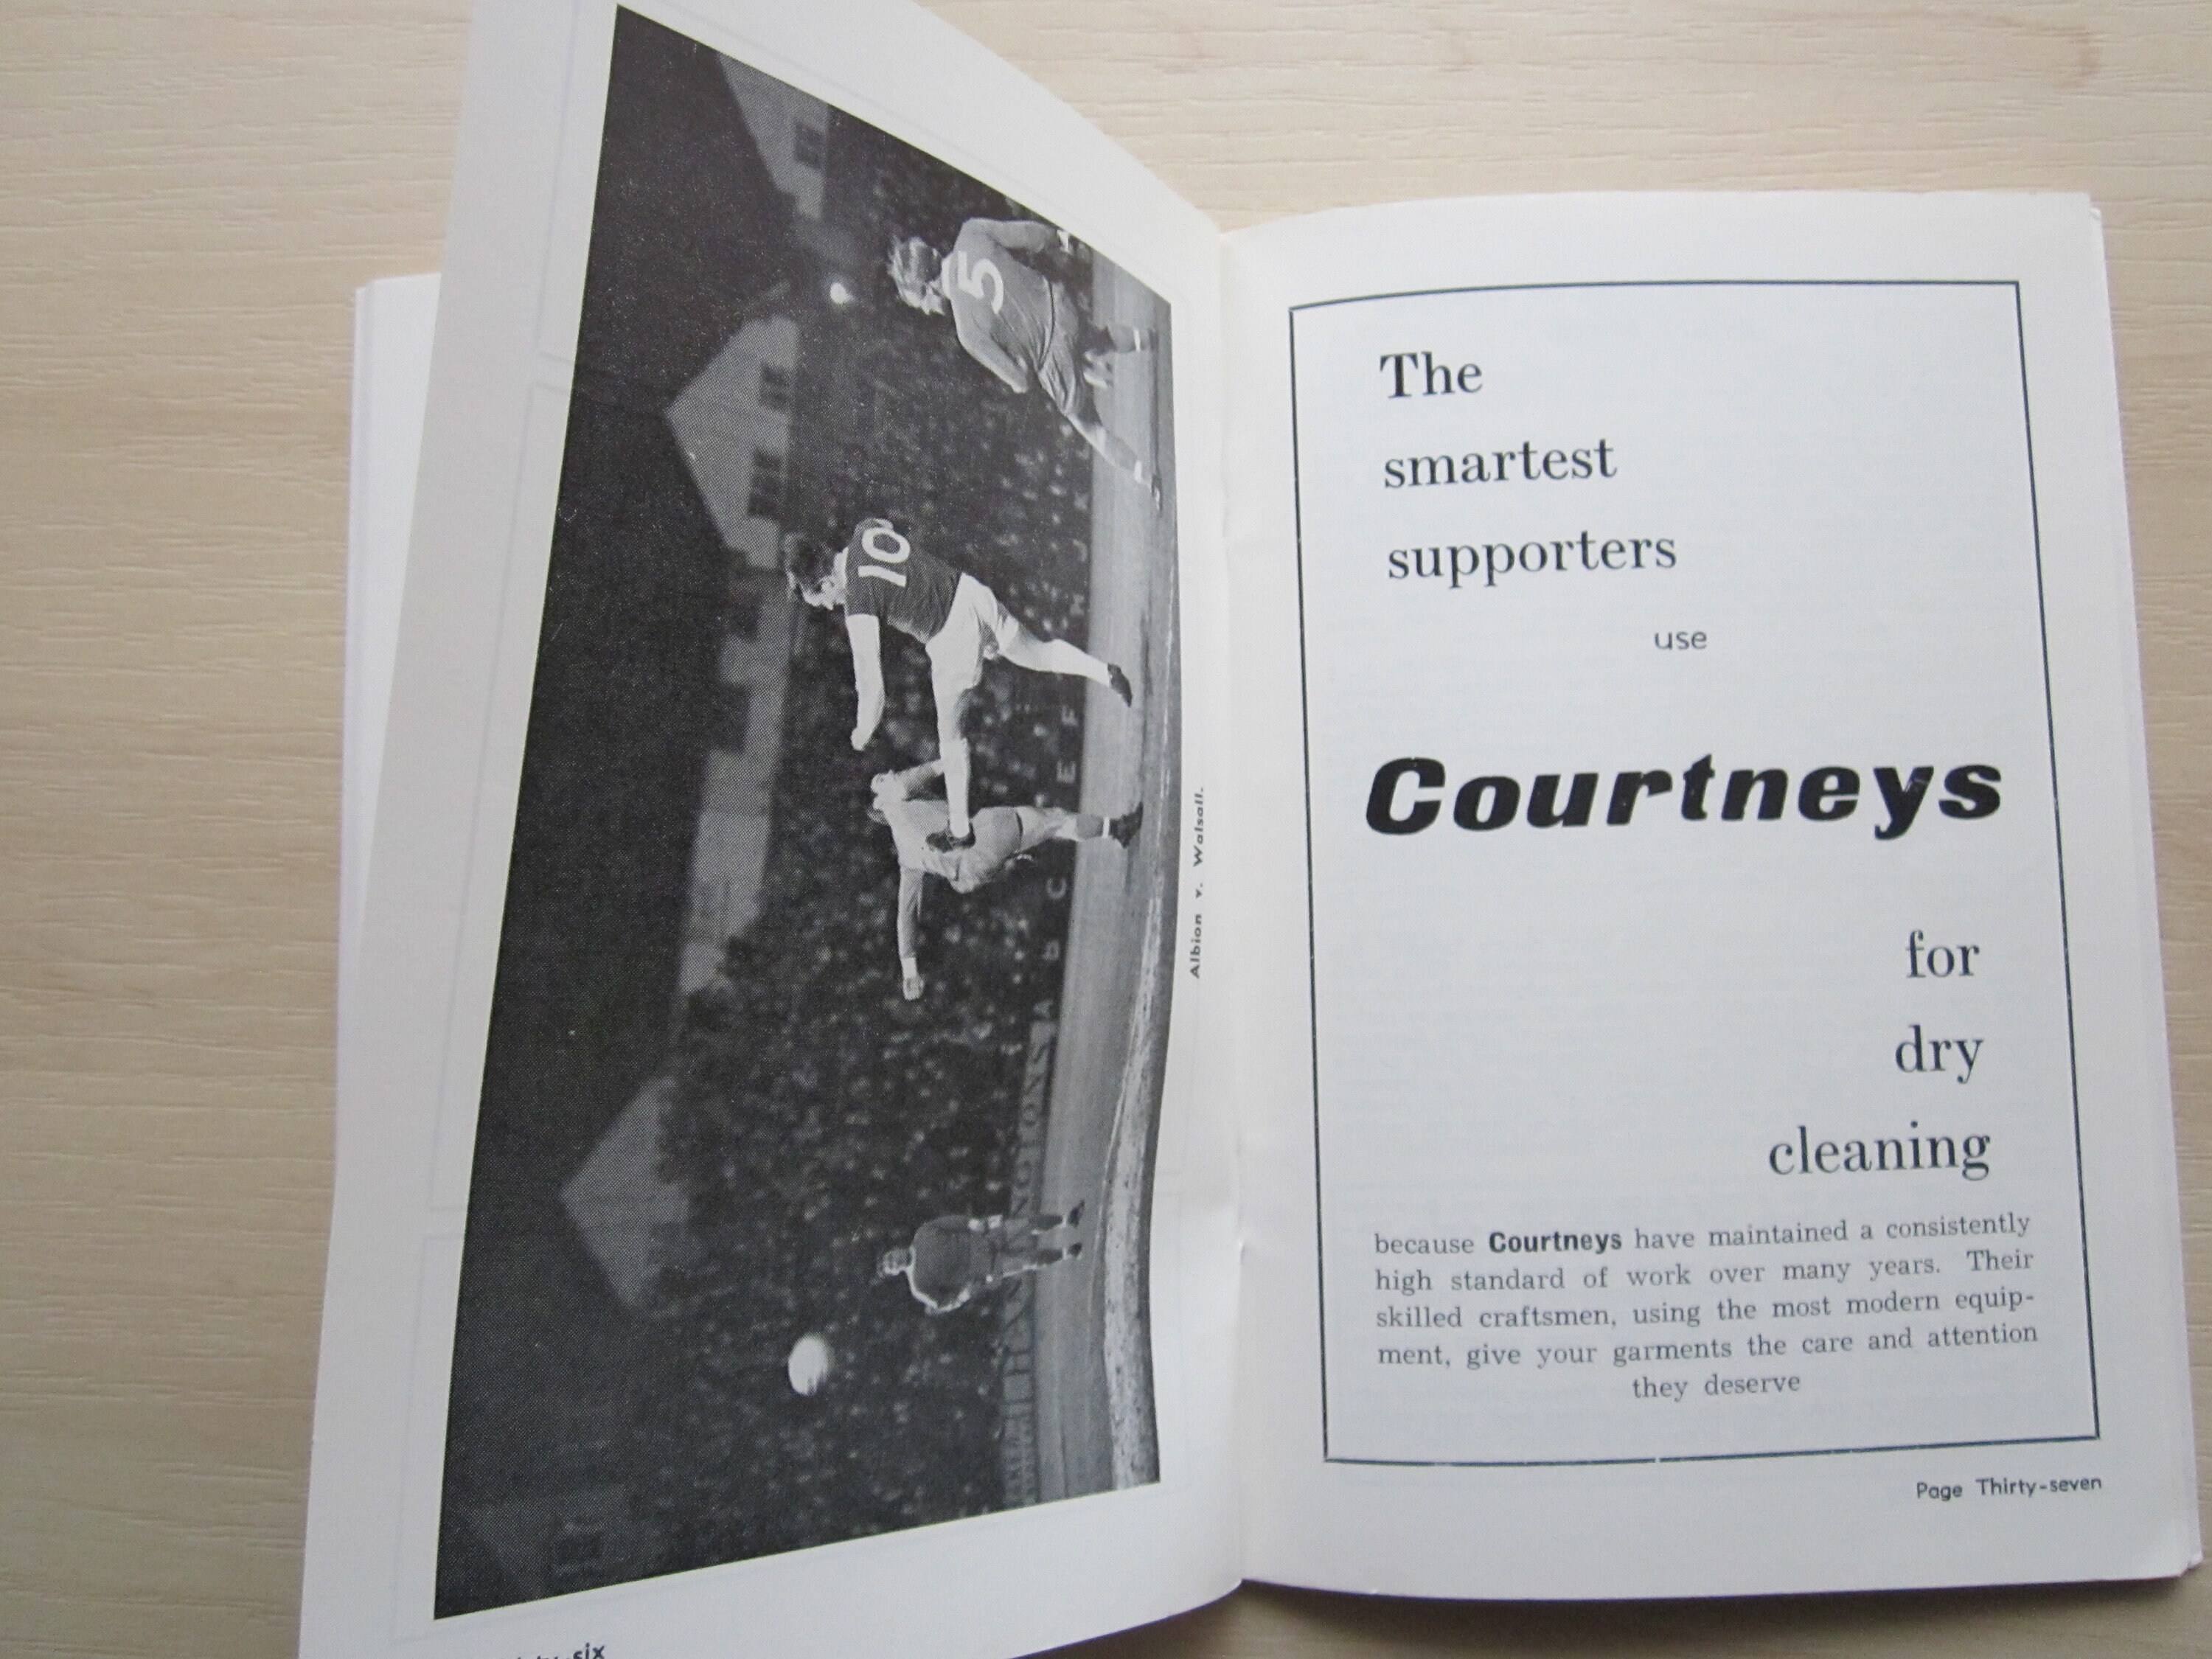 5
10
M J K
M
F
E
C
b
A
Albion v. Walsall.
The
smartest
supporters
use
Courtneys
for
dry
cleaning
because Courtneys have maintained a consistently
high standard of work over many years. Their
skilled craftsmen, using the most modern equip-
ment, give your garments the care and attention
they deserve
Page Thirty-seven